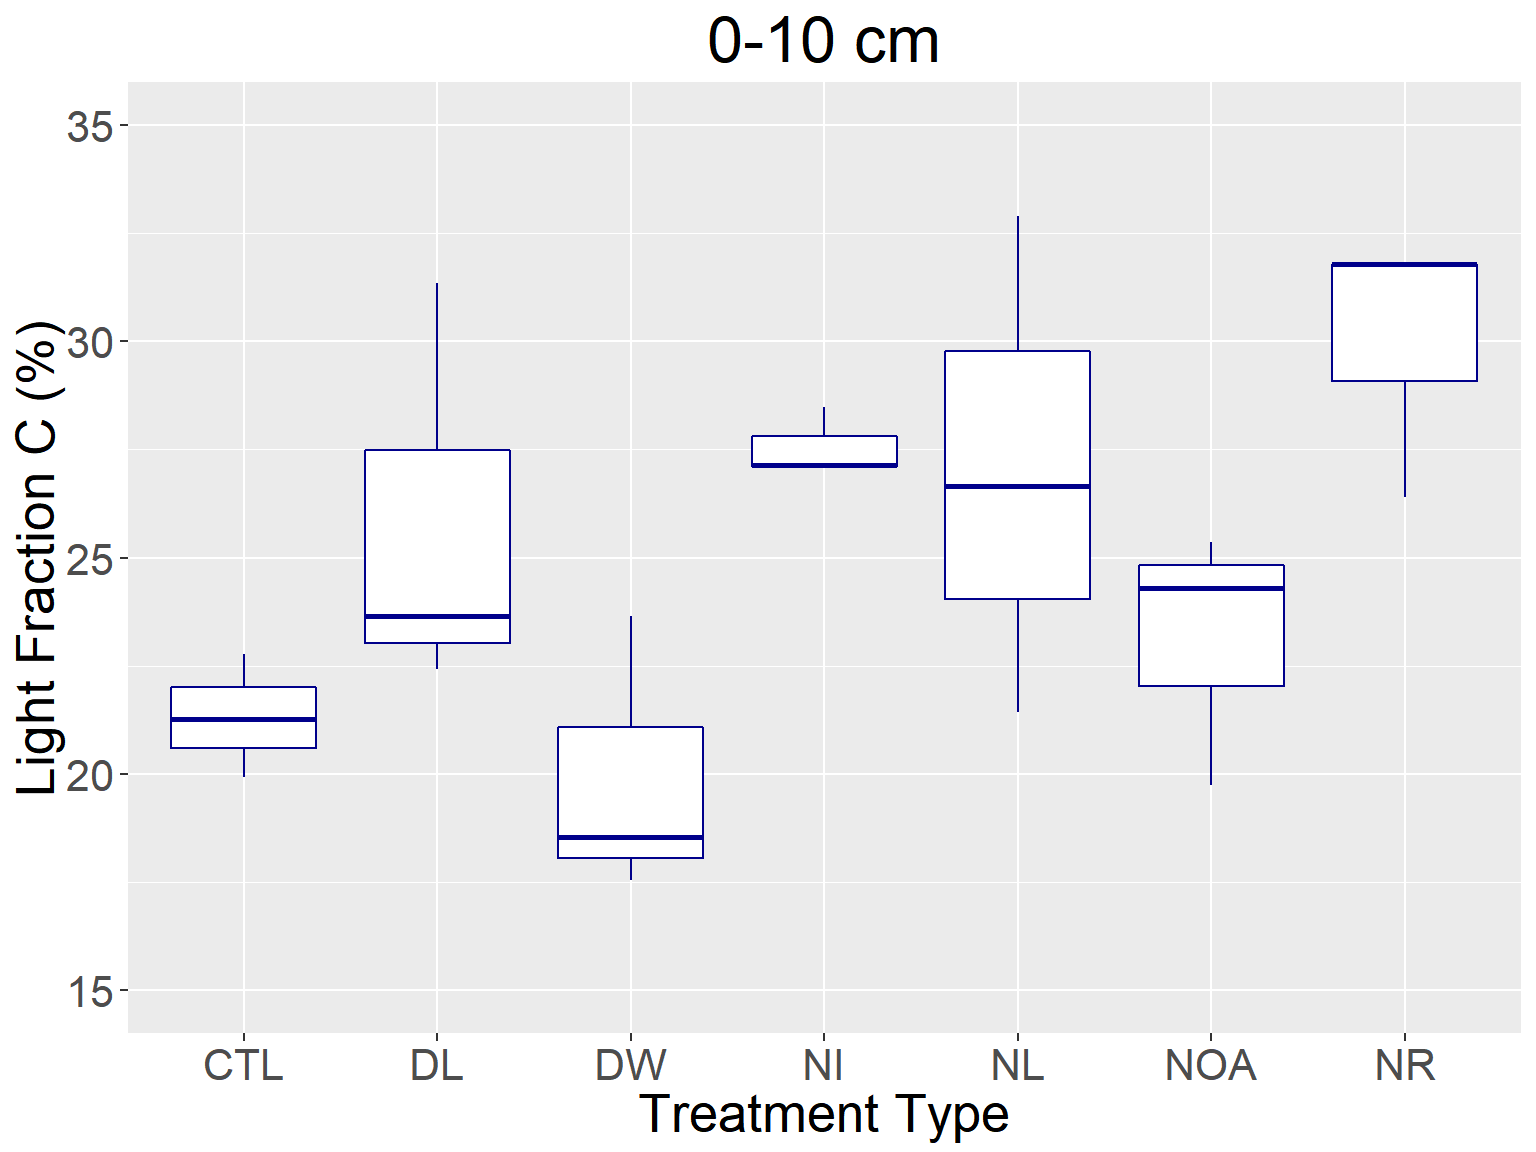 0-10 cm
Light Fraction C (%)
35
30
25
20
15
CTL DL DW NI NL NOA NR
Treatment Type